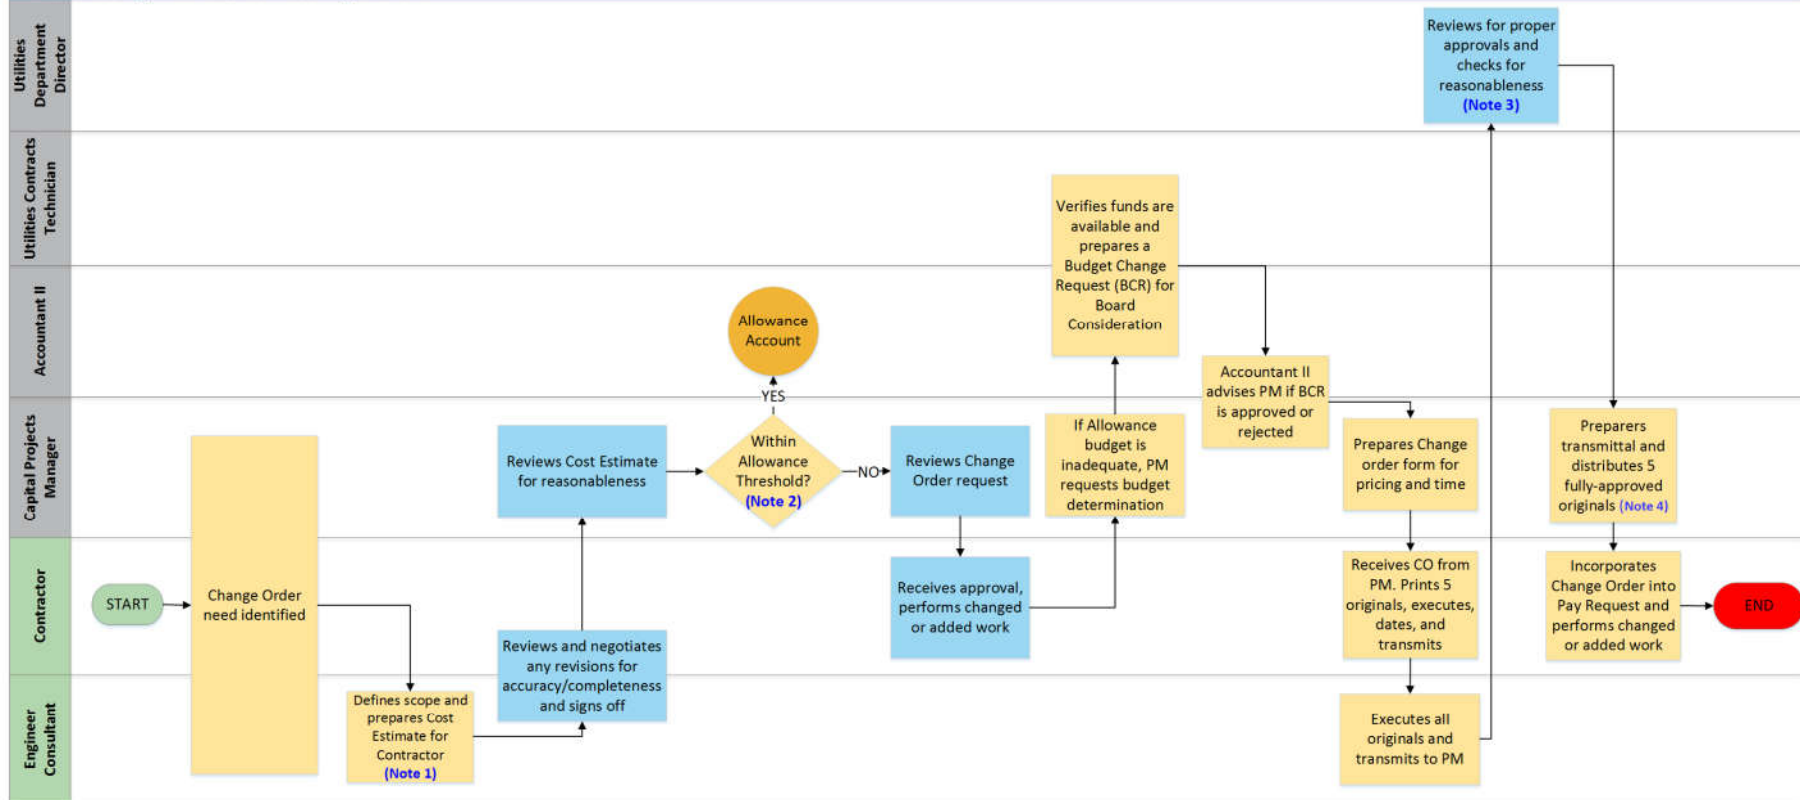 Utilities
Department
Director
Utilities Contracts
Technician
Accountant II
Capital Projects
Manager
Contractor
Engineer
Consultant
START
Change Order
need identified
Defines scope and
prepares Cost
Estimate for
Contractor
(Note 1)
Reviews and negotiates
any revisions for
accuracy/completeness
and signs off
Reviews Cost Estimate
for reasonableness
Within
Allowance
Threshold?
(Note 2)
YES
Allowance
Account
NO
Reviews Change
Order request
Receives approval,
performs changed
or added work
If Allowance
budget is
inadequate, PM
requests budget
determination
Verifies funds are
available and
prepares a
Budget Change
Request (BCR) for
Board
Consideration
Accountant II
advises PM if BCR
is approved or
rejected
Prepares Change
order form for
pricing and time
Receives CO from
PM. Prints 5
originals, executes,
dates, and
transmits
Executes all
originals and
transmits to PM
Reviews for proper
approvals and
checks for
reasonableness
(Note 3)
Preparers
transmittal and
distributes 5
fully-approved
originals (Note 4)
Incorporates
Change Order into
Pay Request and
performs changed
or added work
END